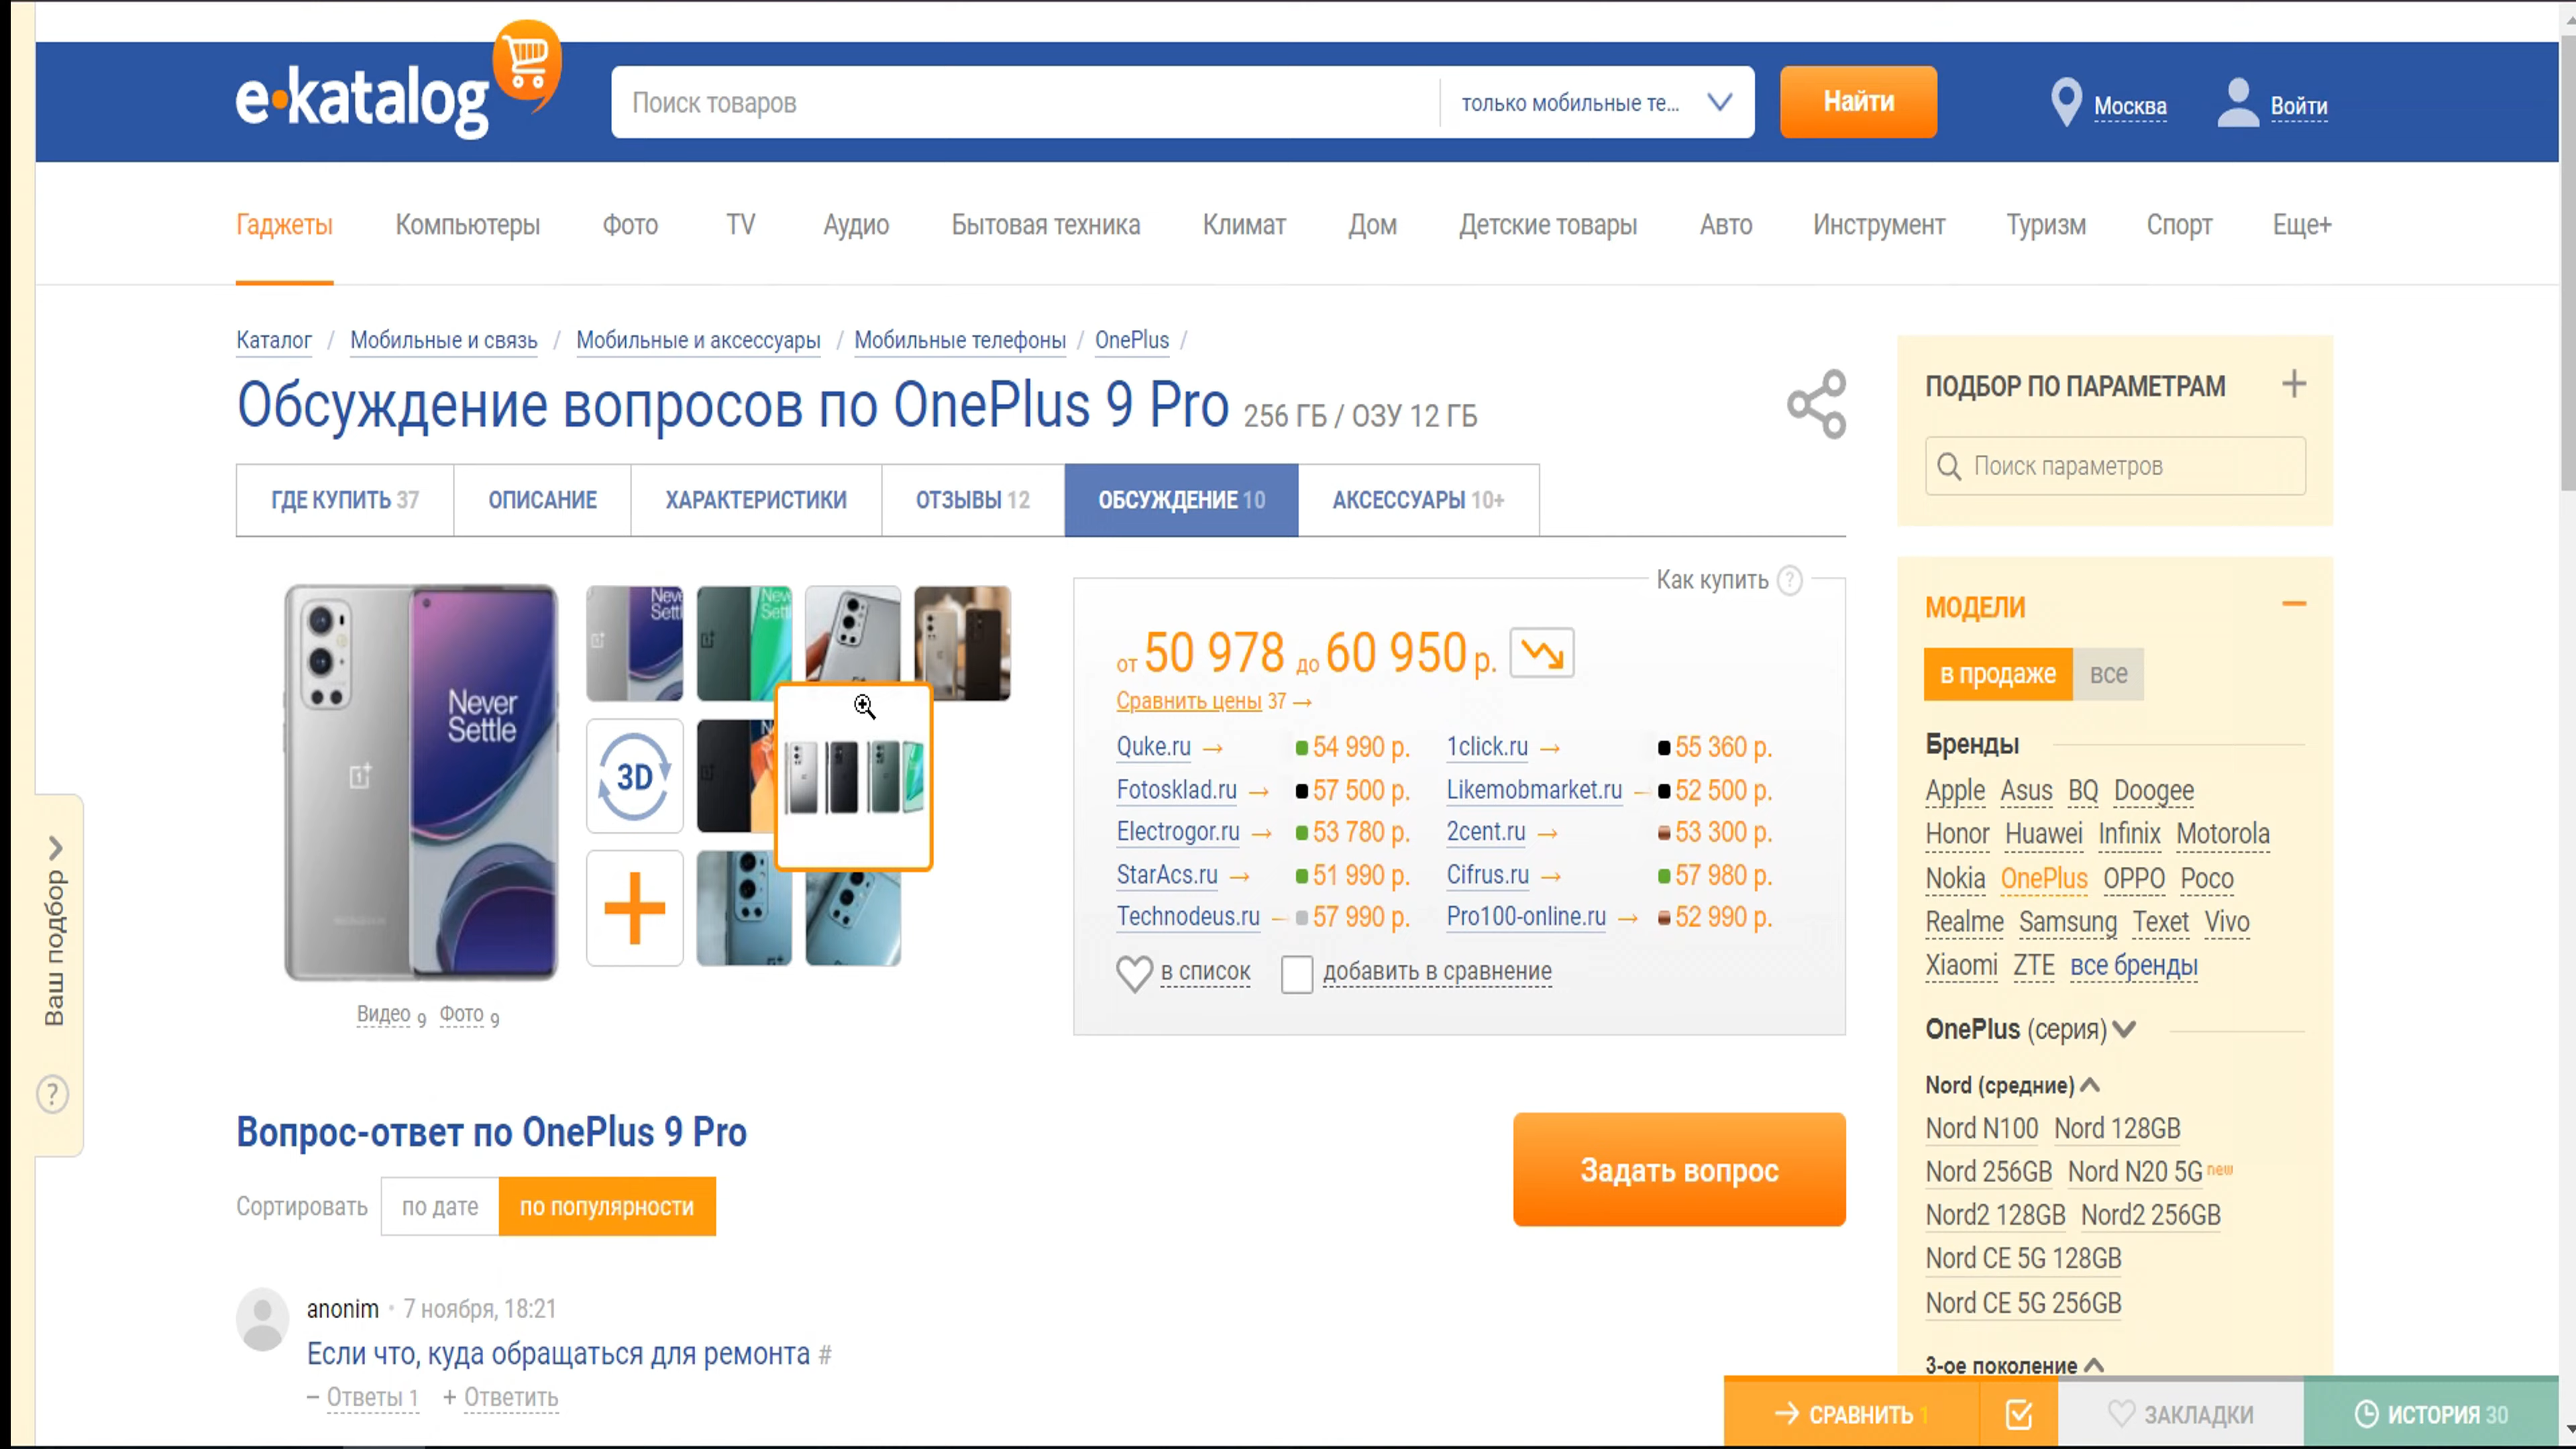 e•katalog
Поиск товаров
только мобильные те...
Найти
Москва
Войти
Гаджеты Компьютеры Фото TV Аудио Бытовая техника Климат Дом Детские товары Авто Инструмент Туризм Спорт Еще+
Каталог / Мобильные и связь / Мобильные и аксессуары / Мобильные телефоны / OnePlus /
Обсуждение вопросов по OnePlus 9 Pro 256 ГБ / ОЗУ 12 ГБ
ГДЕ КУПИТЬ 37 ОПИСАНИЕ ХАРАКТЕРИСТИКИ ОТЗЫВЫ 12 ОБСУЖДЕНИЕ 10 АКСЕССУАРЫ 10+
Never
Settle
3D
Видео 9 Фото 9
Как купить ?
от 50 978 до 60 950 р.
Сравнить цены 37 →
Quke.ru → 54 990 р. 1click.ru → 55 360 р.
Fotosklad.ru → 57 500 р. Likemobmarket.ru → 52 500 р.
Electrogor.ru → 53 780 р. 2cent.ru → 53 300 р.
StarAcs.ru → 51 990 р. Cifrus.ru → 57 980 р.
Technodeus.ru → 57 990 р. Pro100-online.ru → 52 990 р.
в список добавить в сравнение
Вопрос-ответ по OnePlus 9 Pro
Задать вопрос
Сортировать по дате по популярности
anonim • 7 ноября, 18:21
Если что, куда обращаться для ремонта #
– Ответы 1 + Ответить
Ваш подбор
?
ПОДБОР ПО ПАРАМЕТРАМ +
Поиск параметров
МОДЕЛИ
в продаже все
Бренды
Apple Asus BQ Doogee
Honor Huawei Infinix Motorola
Nokia OnePlus OPPO Poco
Realme Samsung Texet Vivo
Xiaomi ZTE все бренды
OnePlus (серия)
Nord (средние)
Nord N100 Nord 128GB
Nord 256GB Nord N20 5G new
Nord2 128GB Nord2 256GB
Nord CE 5G 128GB
Nord CE 5G 256GB
3-ое поколение
→ СРАВНИТЬ 1
ЗАКЛАДКИ
ИСТОРИЯ 30